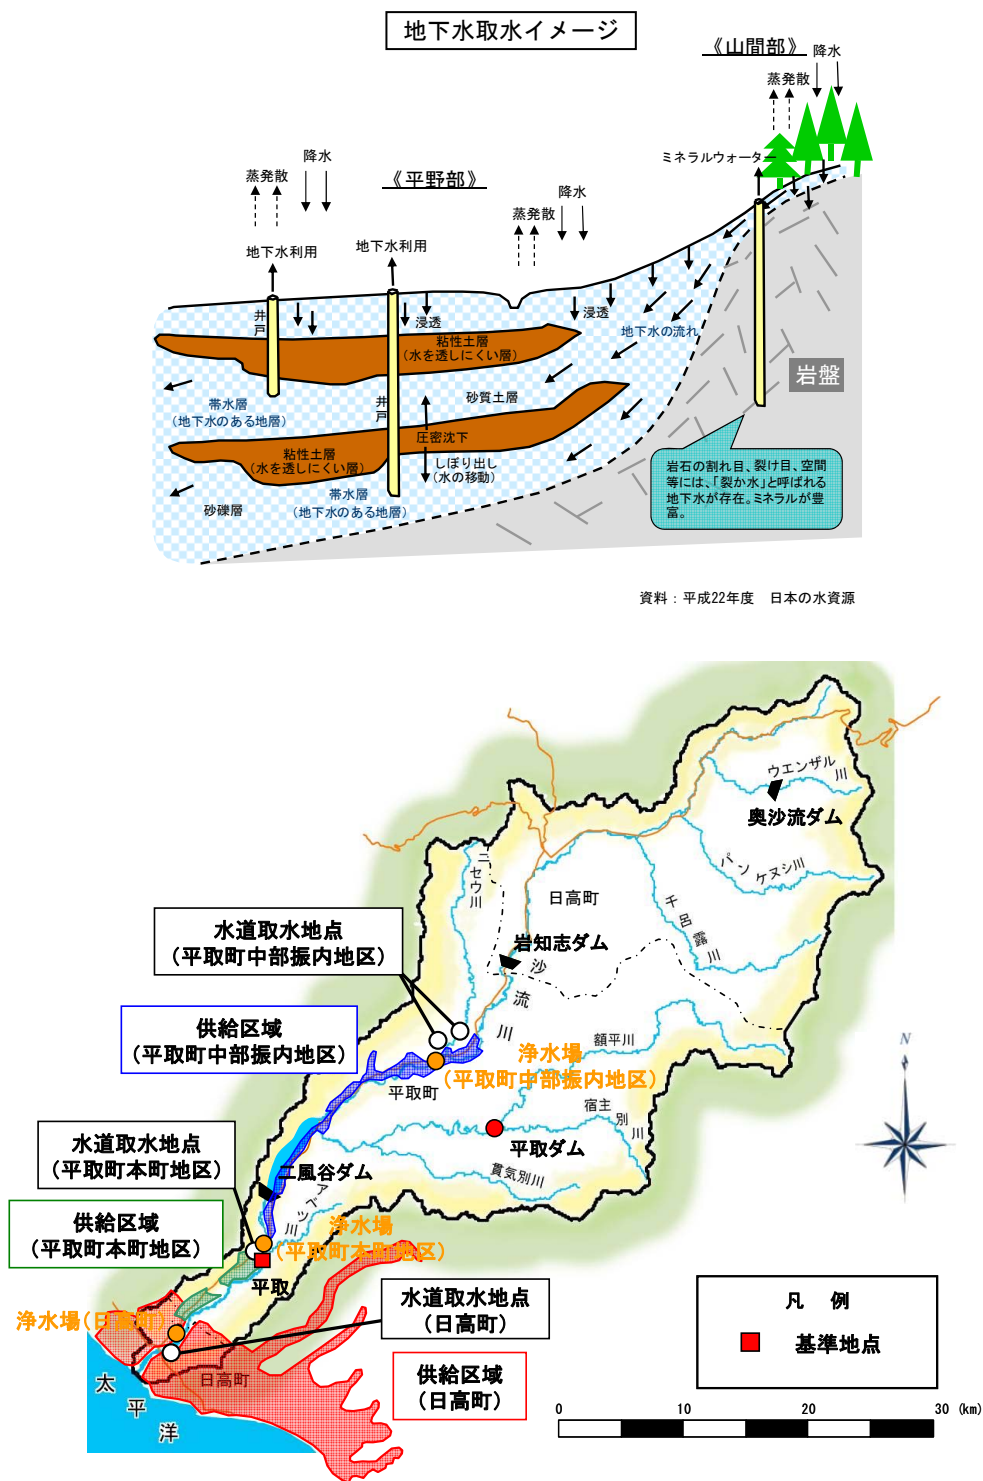 地下水取水イメージ
《山間部》
降水
蒸発散
ミネラルウォーター
降水
蒸発散
《平野部》
降水
蒸発散
地下水利用
地下水利用
井戸
浸透
浸透
粘性土層
(水を透しにくい層)
地下水の流れ
岩盤
帯水層
(地下水のある地層)
井戸
砂質土層
圧密沈下
粘性土層
(水を透しにくい層)
しぼり出し
(水の移動)
帯水層
(地下水のある地層)
砂礫層
岩石の割れ目、裂け目、空間
等には、「裂か水」と呼ばれる
地下水が存在。ミネラルが豊
富。
資料：平成22年度　日本の水資源
ウエンザル川
奥沙流ダム
パンケヌシ川
ニセウ川
日高町
千呂露川
水道取水地点
(平取町中部振内地区)
岩知志ダム
沙流川
供給区域
(平取町中部振内地区)
額平川
浄水場
(平取町中部振内地区)
平取町
宿主別川
水道取水地点
(平取町本町地区)
平取ダム
二風谷ダム
貫気別川
アベツ川
供給区域
(平取町本町地区)
浄水場
(平取町本町地区)
平取
水道取水地点
(日高町)
浄水場(日高町)
日高町
供給区域
(日高町)
太平洋
N
凡　例
基準地点
0 10 20 30 (km)